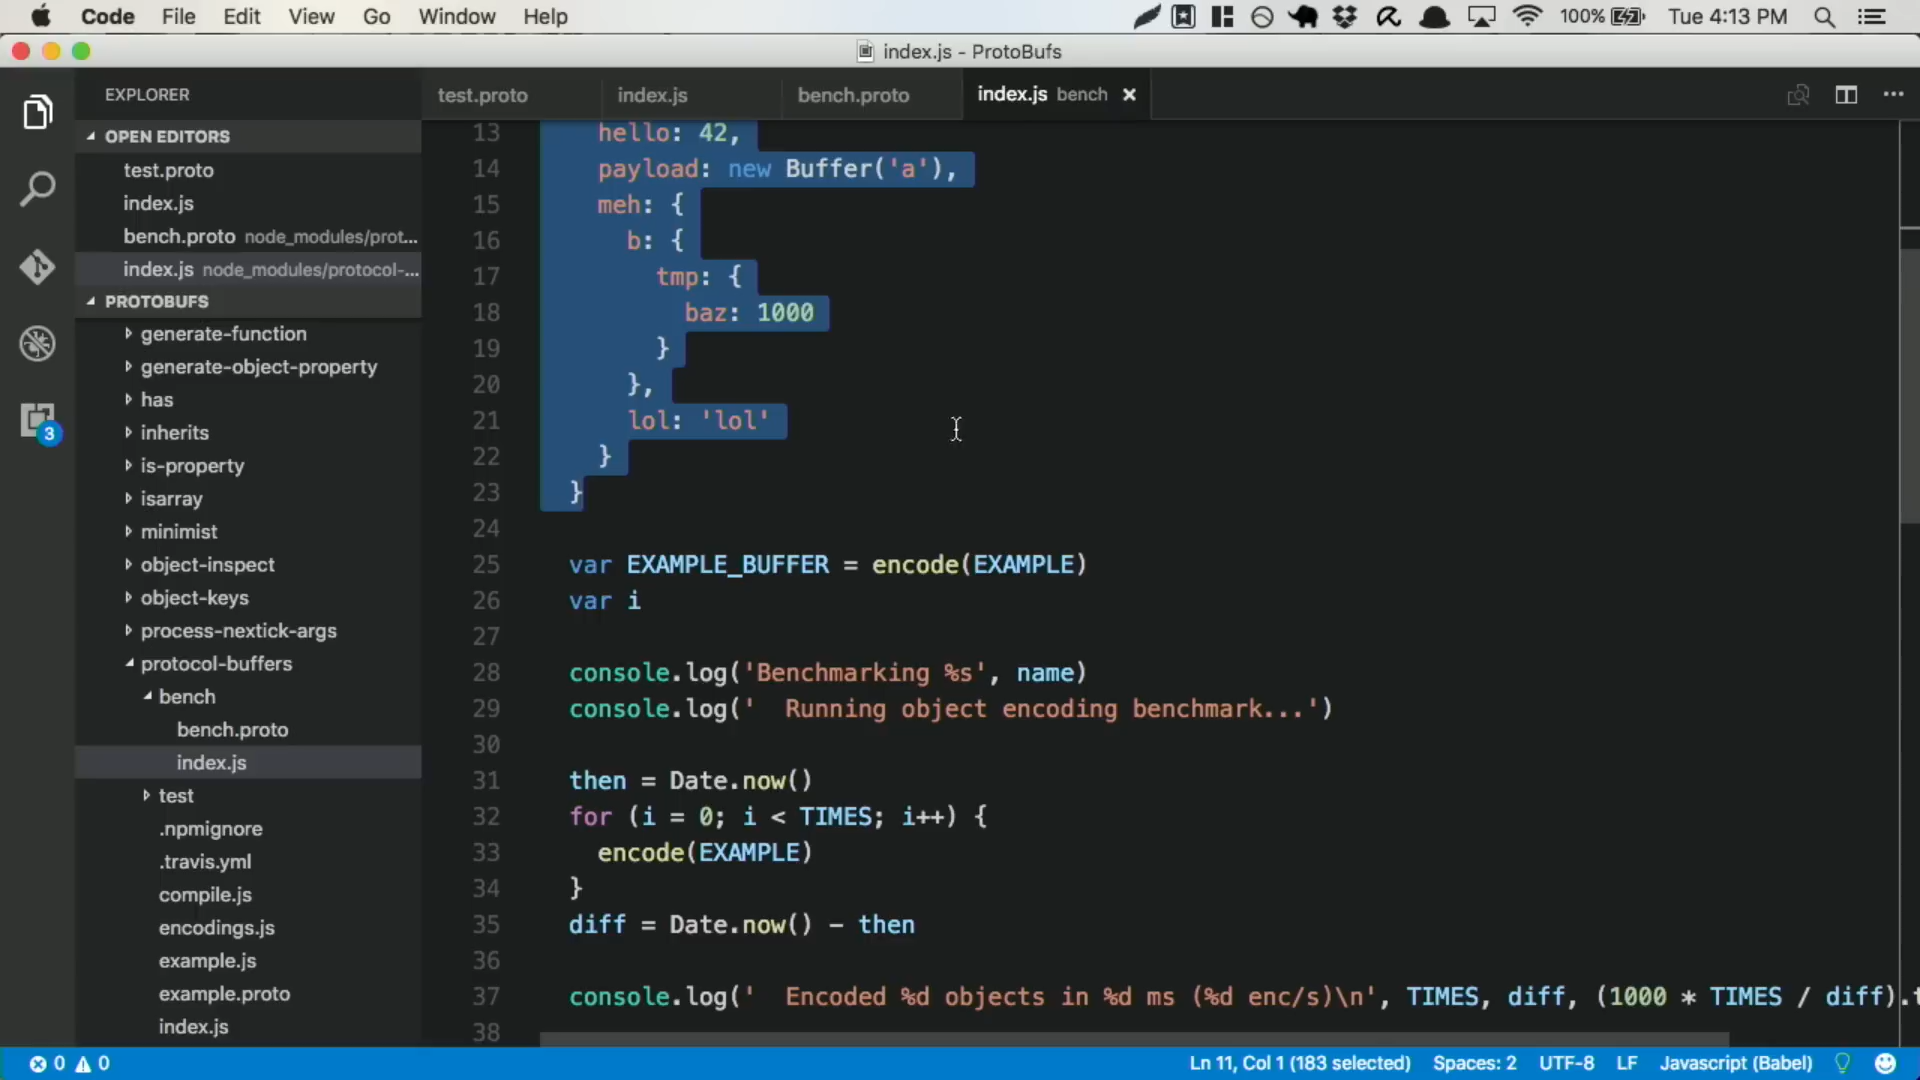 Code File Edit View Go Window Help 100% Tue 4:13 PM
index.js - ProtoBufs
EXPLORER
OPEN EDITORS
test.proto
index.js
bench.proto node_modules/prot...
index.js node_modules/protocol-...
PROTOBUFS
generate-function
generate-object-property
has
inherits
is-property
isarray
minimist
object-inspect
object-keys
process-nextick-args
protocol-buffers
bench
bench.proto
index.js
test
.npmignore
.travis.yml
compile.js
encodings.js
example.js
example.proto
index.js
3
test.proto index.js bench.proto index.js bench
13 hello: 42,
14 payload: new Buffer('a'),
15 meh: {
16 b: {
17 tmp: {
18 baz: 1000
19 }
20 },
21 lol: 'lol'
22 }
23 }
24
25 var EXAMPLE_BUFFER = encode(EXAMPLE)
26 var i
27
28 console.log('Benchmarking %s', name)
29 console.log('  Running object encoding benchmark...')
30
31 then = Date.now()
32 for (i = 0; i < TIMES; i++) {
33 encode(EXAMPLE)
34 }
35 diff = Date.now() - then
36
37 console.log('  Encoded %d objects in %d ms (%d enc/s)\n', TIMES, diff, (1000 * TIMES / diff).t
38
0 0 Ln 11, Col 1 (183 selected) Spaces: 2 UTF-8 LF Javascript (Babel)